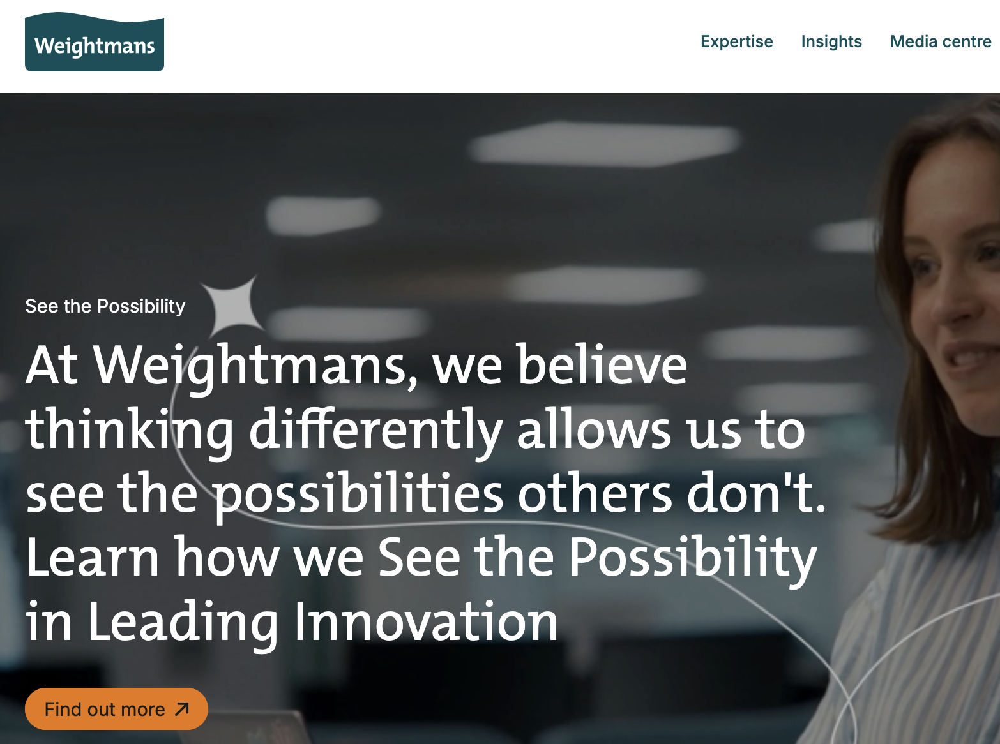 Weightmans
Expertise
Insights
Media centre
See the Possibility
At Weightmans, we believe
thinking differently allows us to
see the possibilities others don't.
Learn how we See the Possibility
in Leading Innovation
Find out more